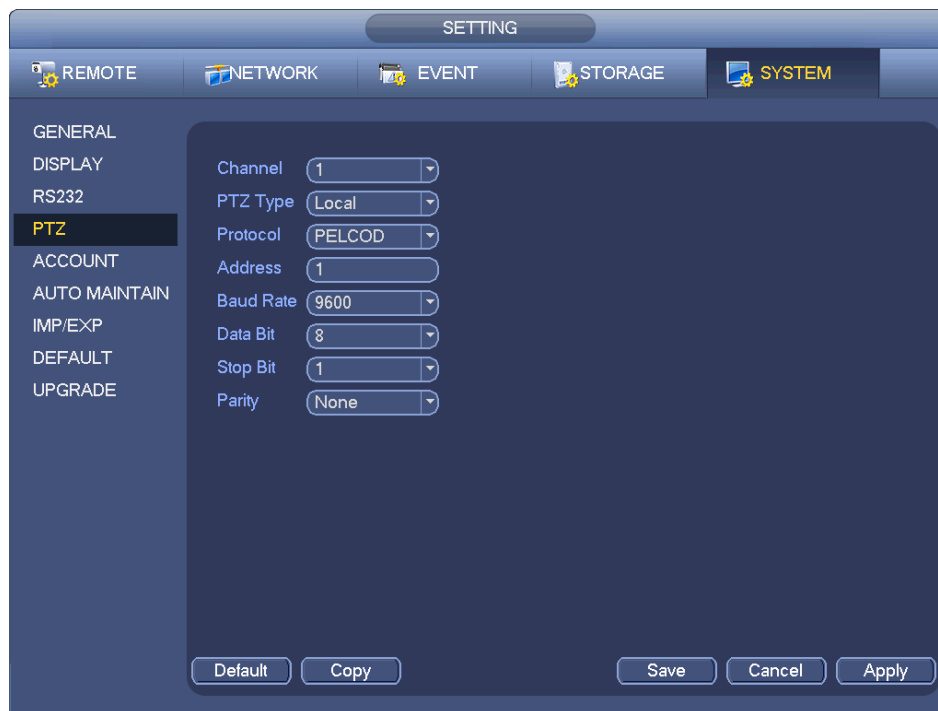 SETTING
REMOTE NETWORK EVENT STORAGE SYSTEM
GENERAL
DISPLAY
RS232
PTZ
ACCOUNT
AUTO MAINTAIN
IMP/EXP
DEFAULT
UPGRADE
Channel 1
PTZ Type Local
Protocol PELCOD
Address 1
Baud Rate 9600
Data Bit 8
Stop Bit 1
Parity None
Default Copy Save Cancel Apply